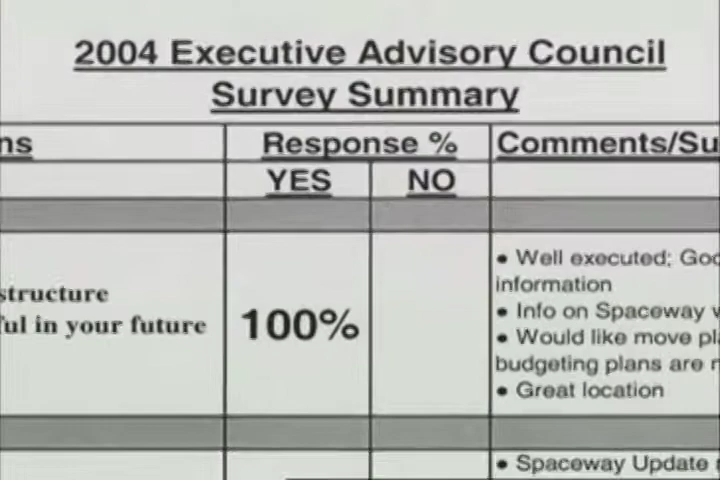 2004 Executive Advisory Council
Survey Summary
ns Response % Comments/Su
YES NO
structure
ful in your future
100%
• Well executed; Goo
information
• Info on Spaceway w
• Would like move pla
budgeting plans are n
• Great location
• Spaceway Update